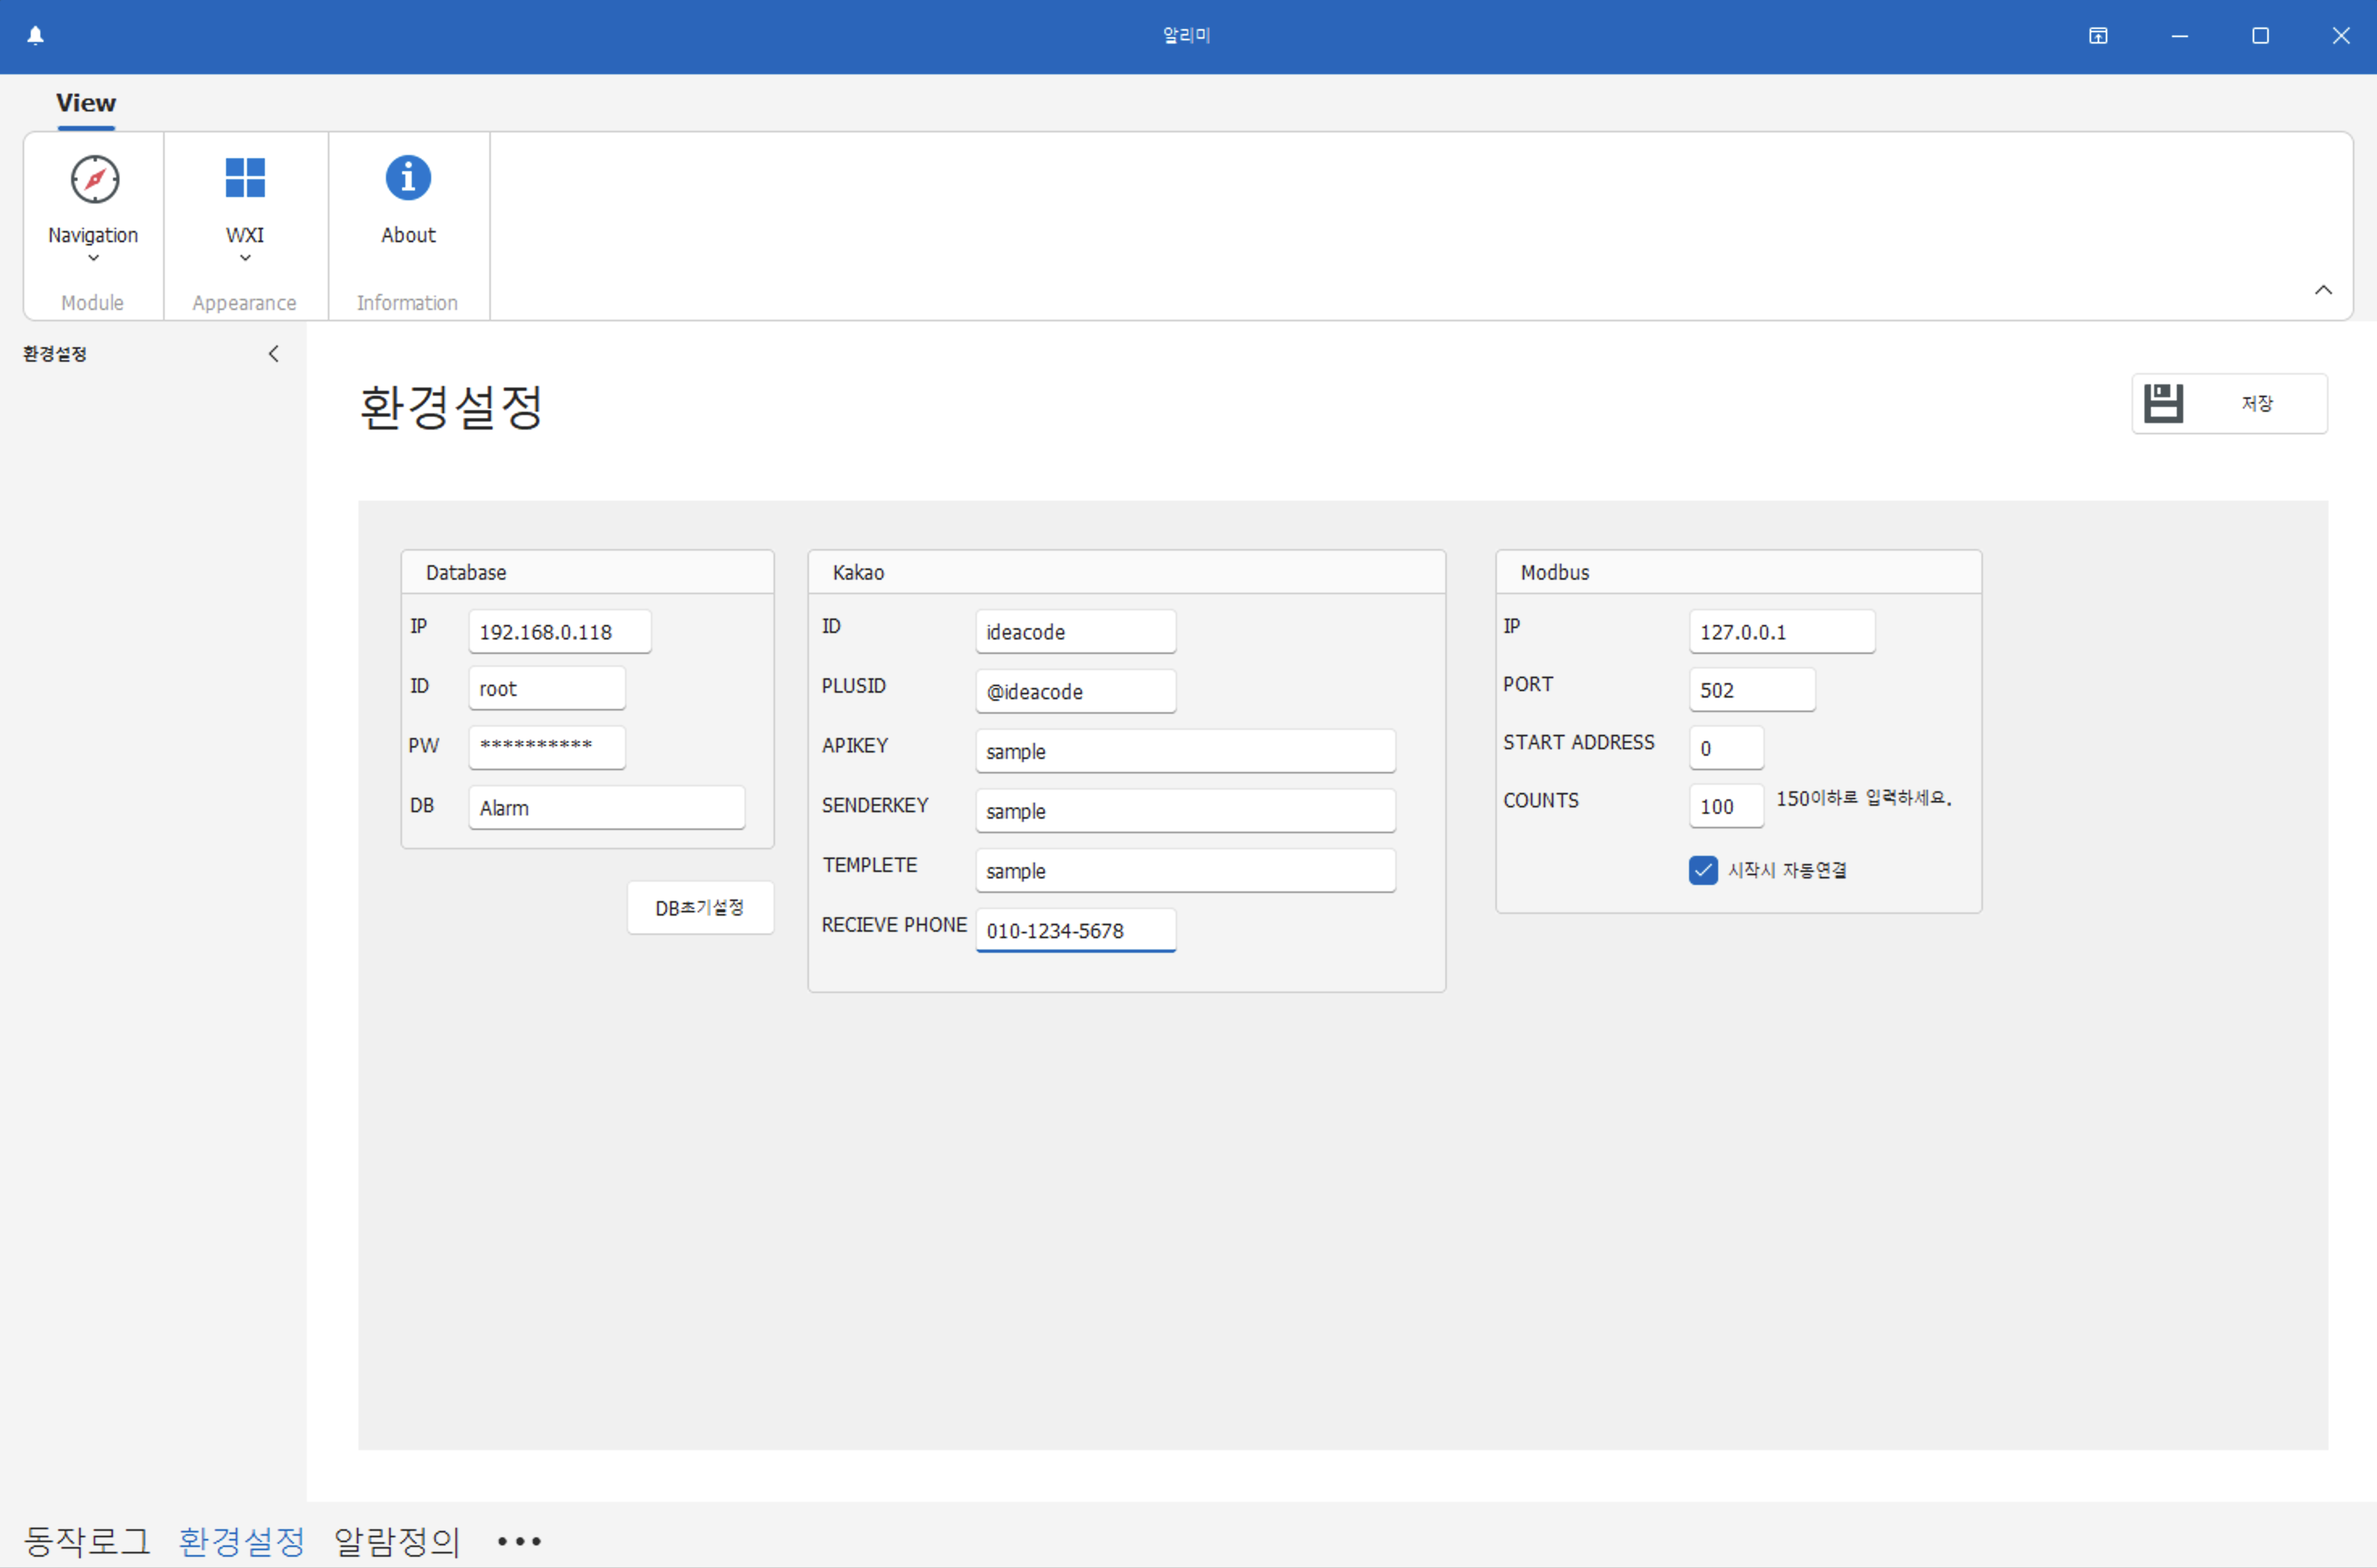 알리미
View
Navigation
WXI
About
Module
Appearance
Information
환경설정
환경설정
저장
Database
IP
192.168.0.118
ID
root
PW
**********
DB
Alarm
DB초기설정
Kakao
ID
ideacode
PLUSID
@ideacode
APIKEY
sample
SENDERKEY
sample
TEMPLETE
sample
RECIEVE PHONE
010-1234-5678
Modbus
IP
127.0.0.1
PORT
502
START ADDRESS
0
COUNTS
100
150이하로 입력하세요.
시작시 자동연결
동작로그 환경설정 알람정의 •••